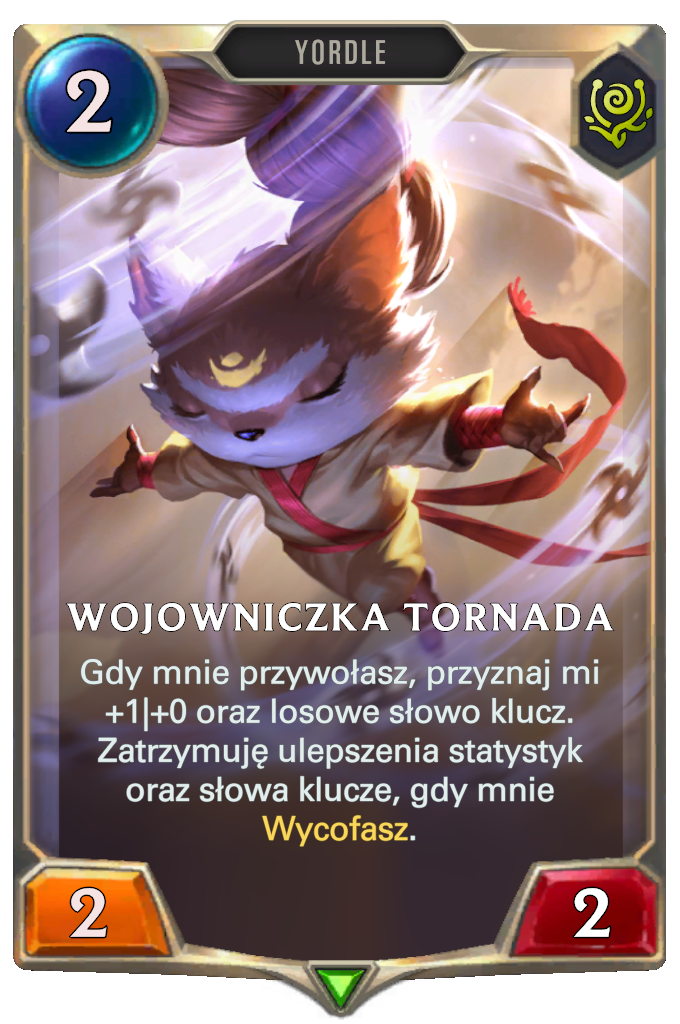 2
YORDLE
WOJOWNICZKA TORNADA
Gdy mnie przywołasz, przyznaj mi
+1|+0 oraz losowe słowo klucz.
Zatrzymuję ulepszenia statystyk
oraz słowa klucze, gdy mnie
Wycofasz.
2
2